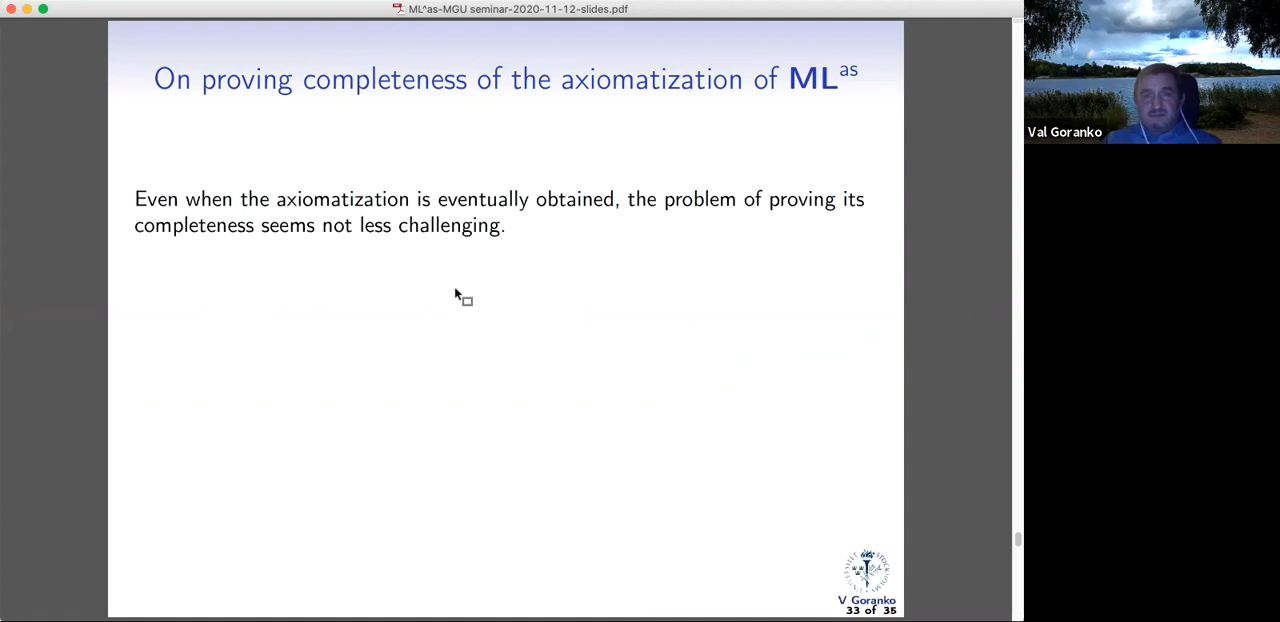 ML^as-MGU seminar-2020-11-12-slides.pdf
On proving completeness of the axiomatization of ML^as
Even when the axiomatization is eventually obtained, the problem of proving its
completeness seems not less challenging.
Val Goranko
V Goranko
33 of 35